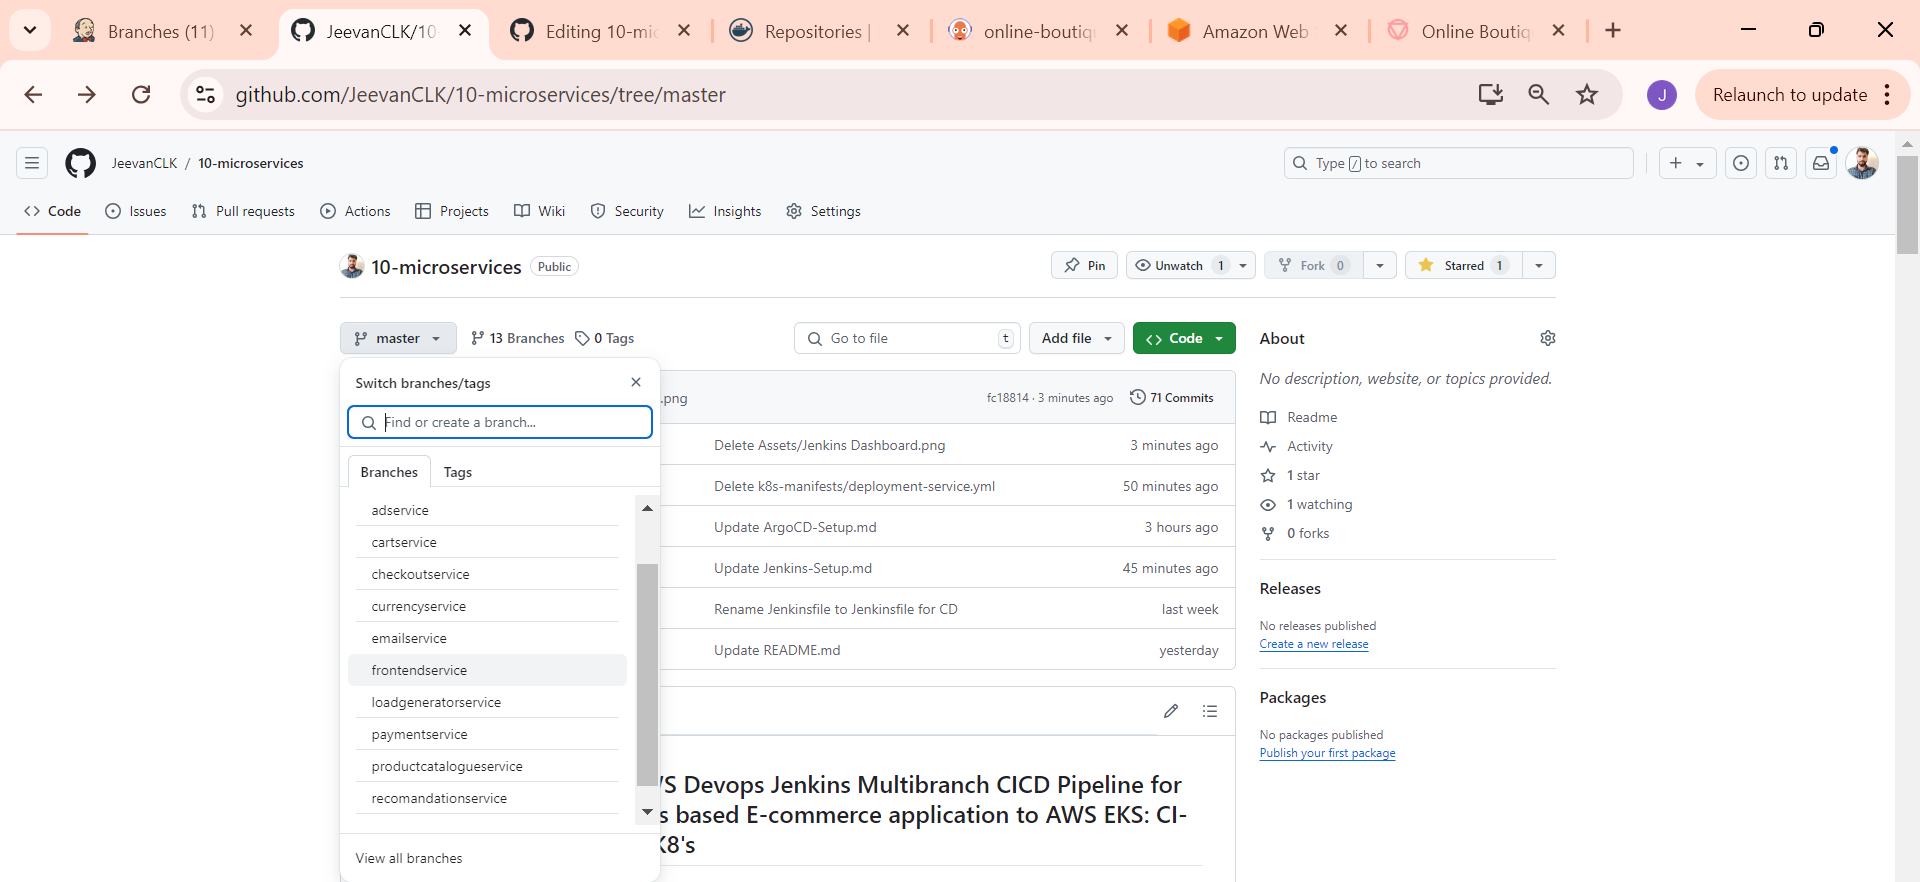 Branches (11)
JeevanCLK/10
Editing 10-mic
Repositories |
online-boutiq
Amazon Web
Online Boutiq
github.com/JeevanCLK/10-microservices/tree/master
J
Relaunch to update
JeevanCLK / 10-microservices
Type / to search
Code
Issues
Pull requests
Actions
Projects
Wiki
Security
Insights
Settings
10-microservices
Public
Pin
Unwatch 1
Fork 0
Starred 1
master
13 Branches
0 Tags
Go to file
t
Add file
Code
About
No description, website, or topics provided.
Readme
Activity
1 star
1 watching
0 forks
Releases
No releases published
Create a new release
Packages
No packages published
Publish your first package
Switch branches/tags
Find or create a branch...
Branches
Tags
adservice
cartservice
checkoutservice
currencyservice
emailservice
frontendservice
loadgeneratorservice
paymentservice
productcatalogueservice
recomandationservice
View all branches
.png
fc18814 · 3 minutes ago
71 Commits
Delete Assets/Jenkins Dashboard.png
3 minutes ago
Delete k8s-manifests/deployment-service.yml
50 minutes ago
Update ArgoCD-Setup.md
3 hours ago
Update Jenkins-Setup.md
45 minutes ago
Rename Jenkinsfile to Jenkinsfile for CD
last week
Update README.md
yesterday
S Devops Jenkins Multibranch CICD Pipeline for
s based E-commerce application to AWS EKS: CI-
K8's